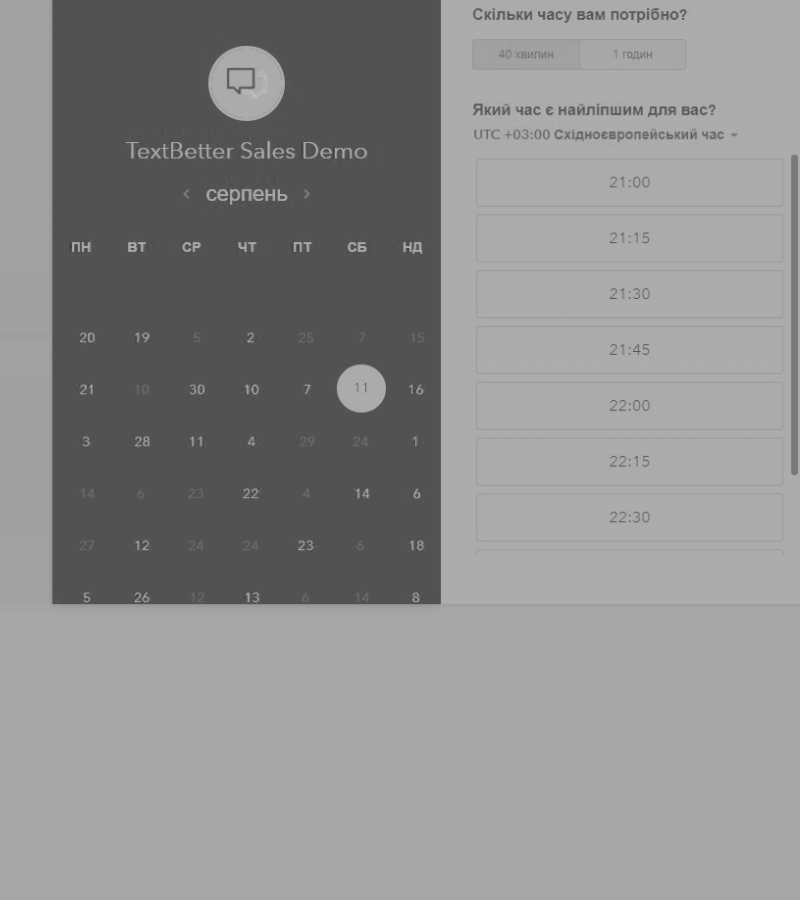 TextBetter Sales Demo
< серпень >
ПН ВТ СР ЧТ ПТ СБ НД
20 19 5 2 25 7 15
21 10 30 10 7 11 16
3 28 11 4 29 24 1
14 6 23 22 4 14 6
27 12 24 24 23 6 18
5 26 12 13 6 14 8
Скільки часу вам потрібно?
40 хвилин 1 годин
Який час є найліпшим для вас?
UTC +03:00 Східноєвропейський час
21:00
21:15
21:30
21:45
22:00
22:15
22:30